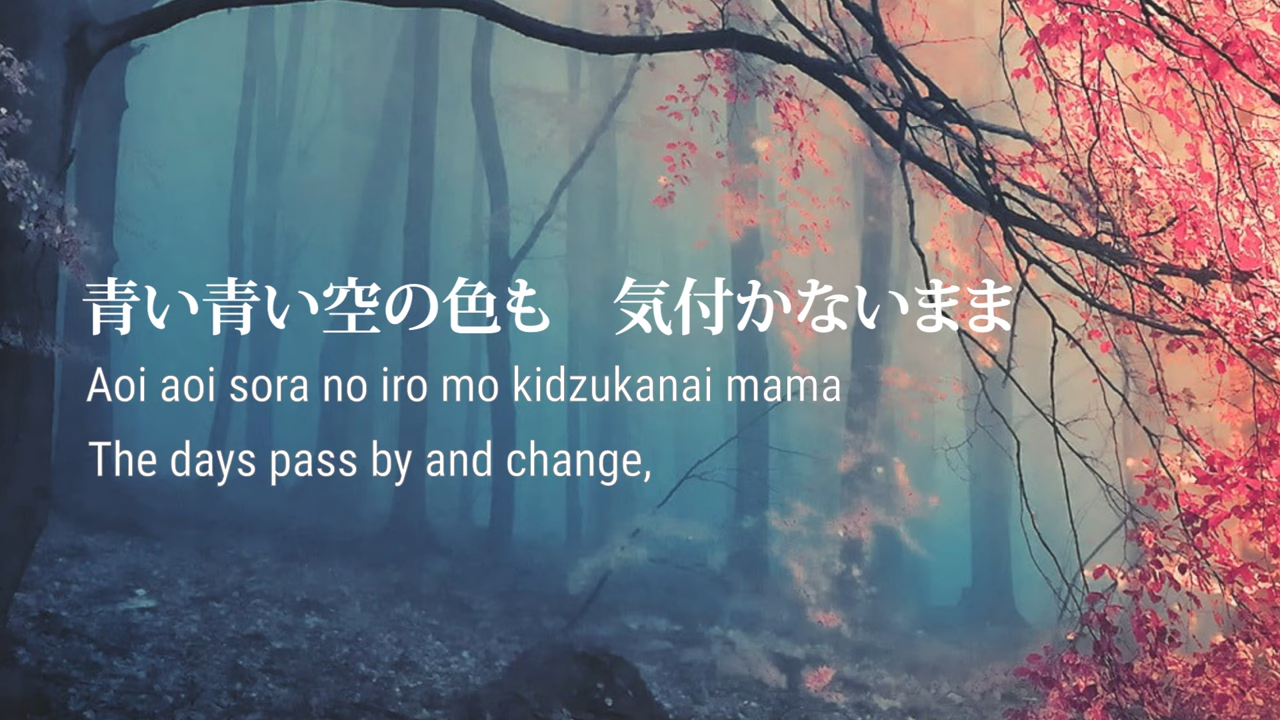 青い青い空の色も　気付かないまま
Aoi aoi sora no iro mo kidzukanai mama
The days pass by and change,